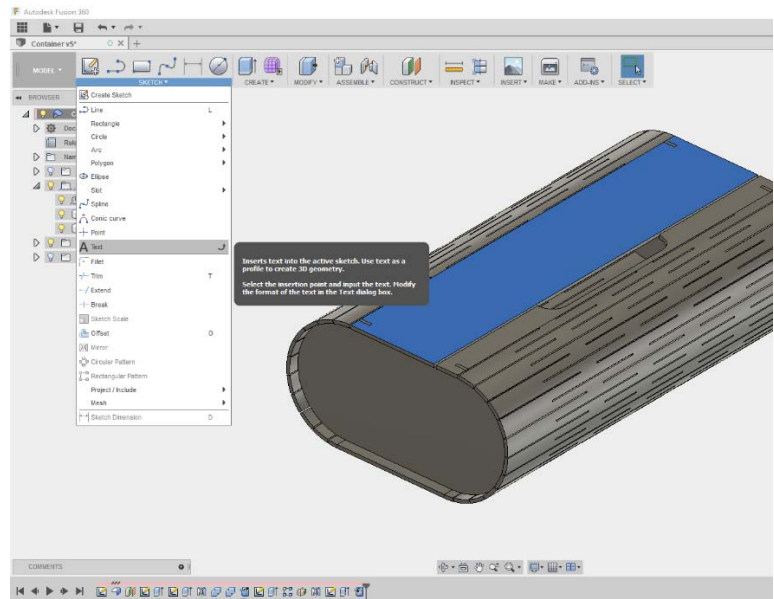 Autodesk Fusion 360
Container v5*
MODEL
SKETCH
CREATE
MODIFY
ASSEMBLE
CONSTRUCT
INSPECT
INSERT
MAKE
ADD-INS
SELECT
BROWSER
Create Sketch
Line L
Rectangle
Circle
Arc
Polygon
Ellipse
Slot
Spline
Conic curve
Point
Text
Fillet
Trim T
Extend
Break
Sketch Scale
Offset O
Mirror
Circular Pattern
Rectangular Pattern
Project / Include
Mesh
Sketch Dimension D
Doc
Nam
Inserts text into the active sketch. Use text as a
profile to create 3D geometry.
Select the insertion point and input the text. Modify
the format of the text in the Text dialog box.
COMMENTS